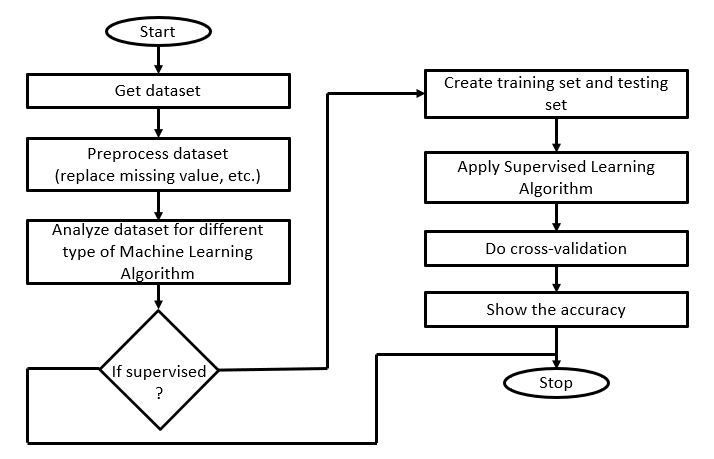 Start
Get dataset
Preprocess dataset
(replace missing value, etc.)
Analyze dataset for different
type of Machine Learning
Algorithm
If supervised
?
Create training set and testing
set
Apply Supervised Learning
Algorithm
Do cross-validation
Show the accuracy
Stop